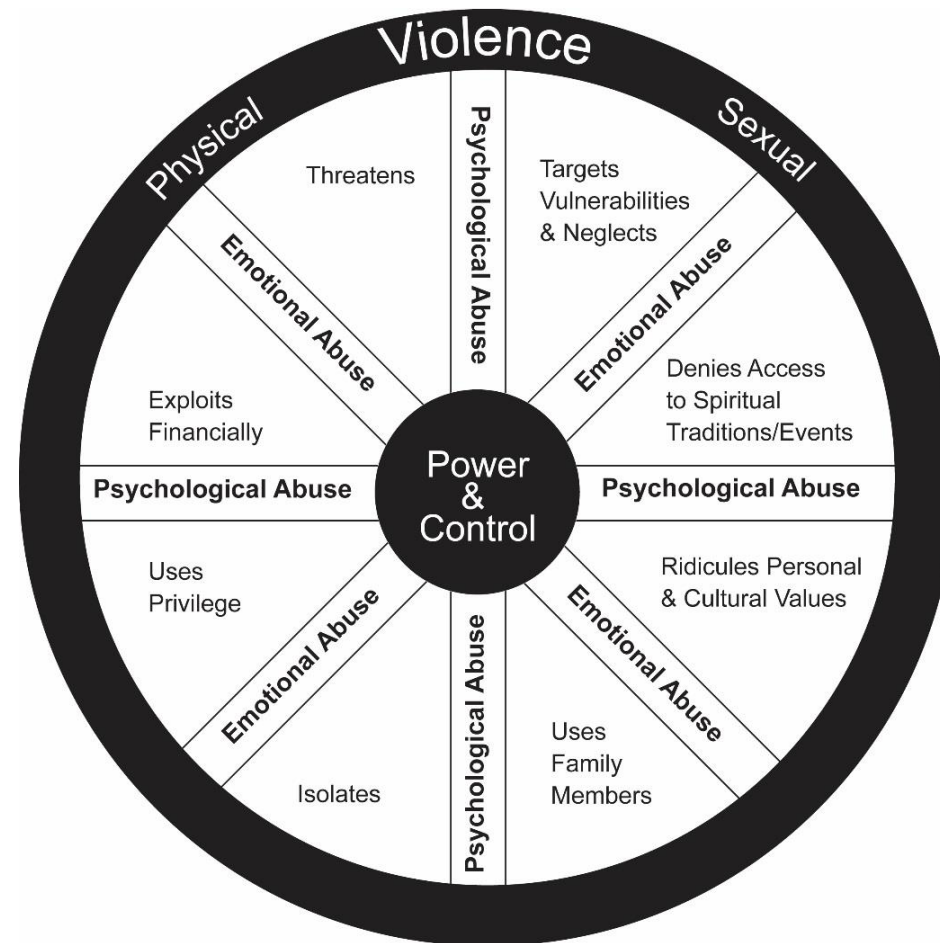 Violence
Physical
Sexual
Threatens
Psychological Abuse
Targets
Vulnerabilities
& Neglects
Emotional Abuse
Emotional Abuse
Denies Access
to Spiritual
Traditions/Events
Exploits
Financially
Power
&
Control
Psychological Abuse
Psychological Abuse
Uses
Privilege
Ridicules Personal
& Cultural Values
Emotional Abuse
Emotional Abuse
Psychological Abuse
Isolates
Uses
Family
Members